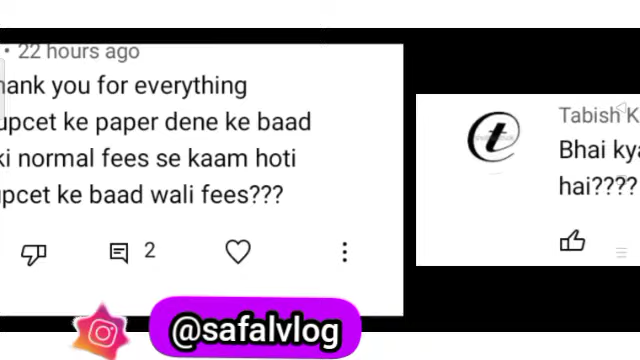 • 22 hours ago
hank you for everything
upcet ke paper dene ke baad
ki normal fees se kaam hoti
upcet ke baad wali fees???
2
Tabish K
Bhai kya
hai????
@safalvlog